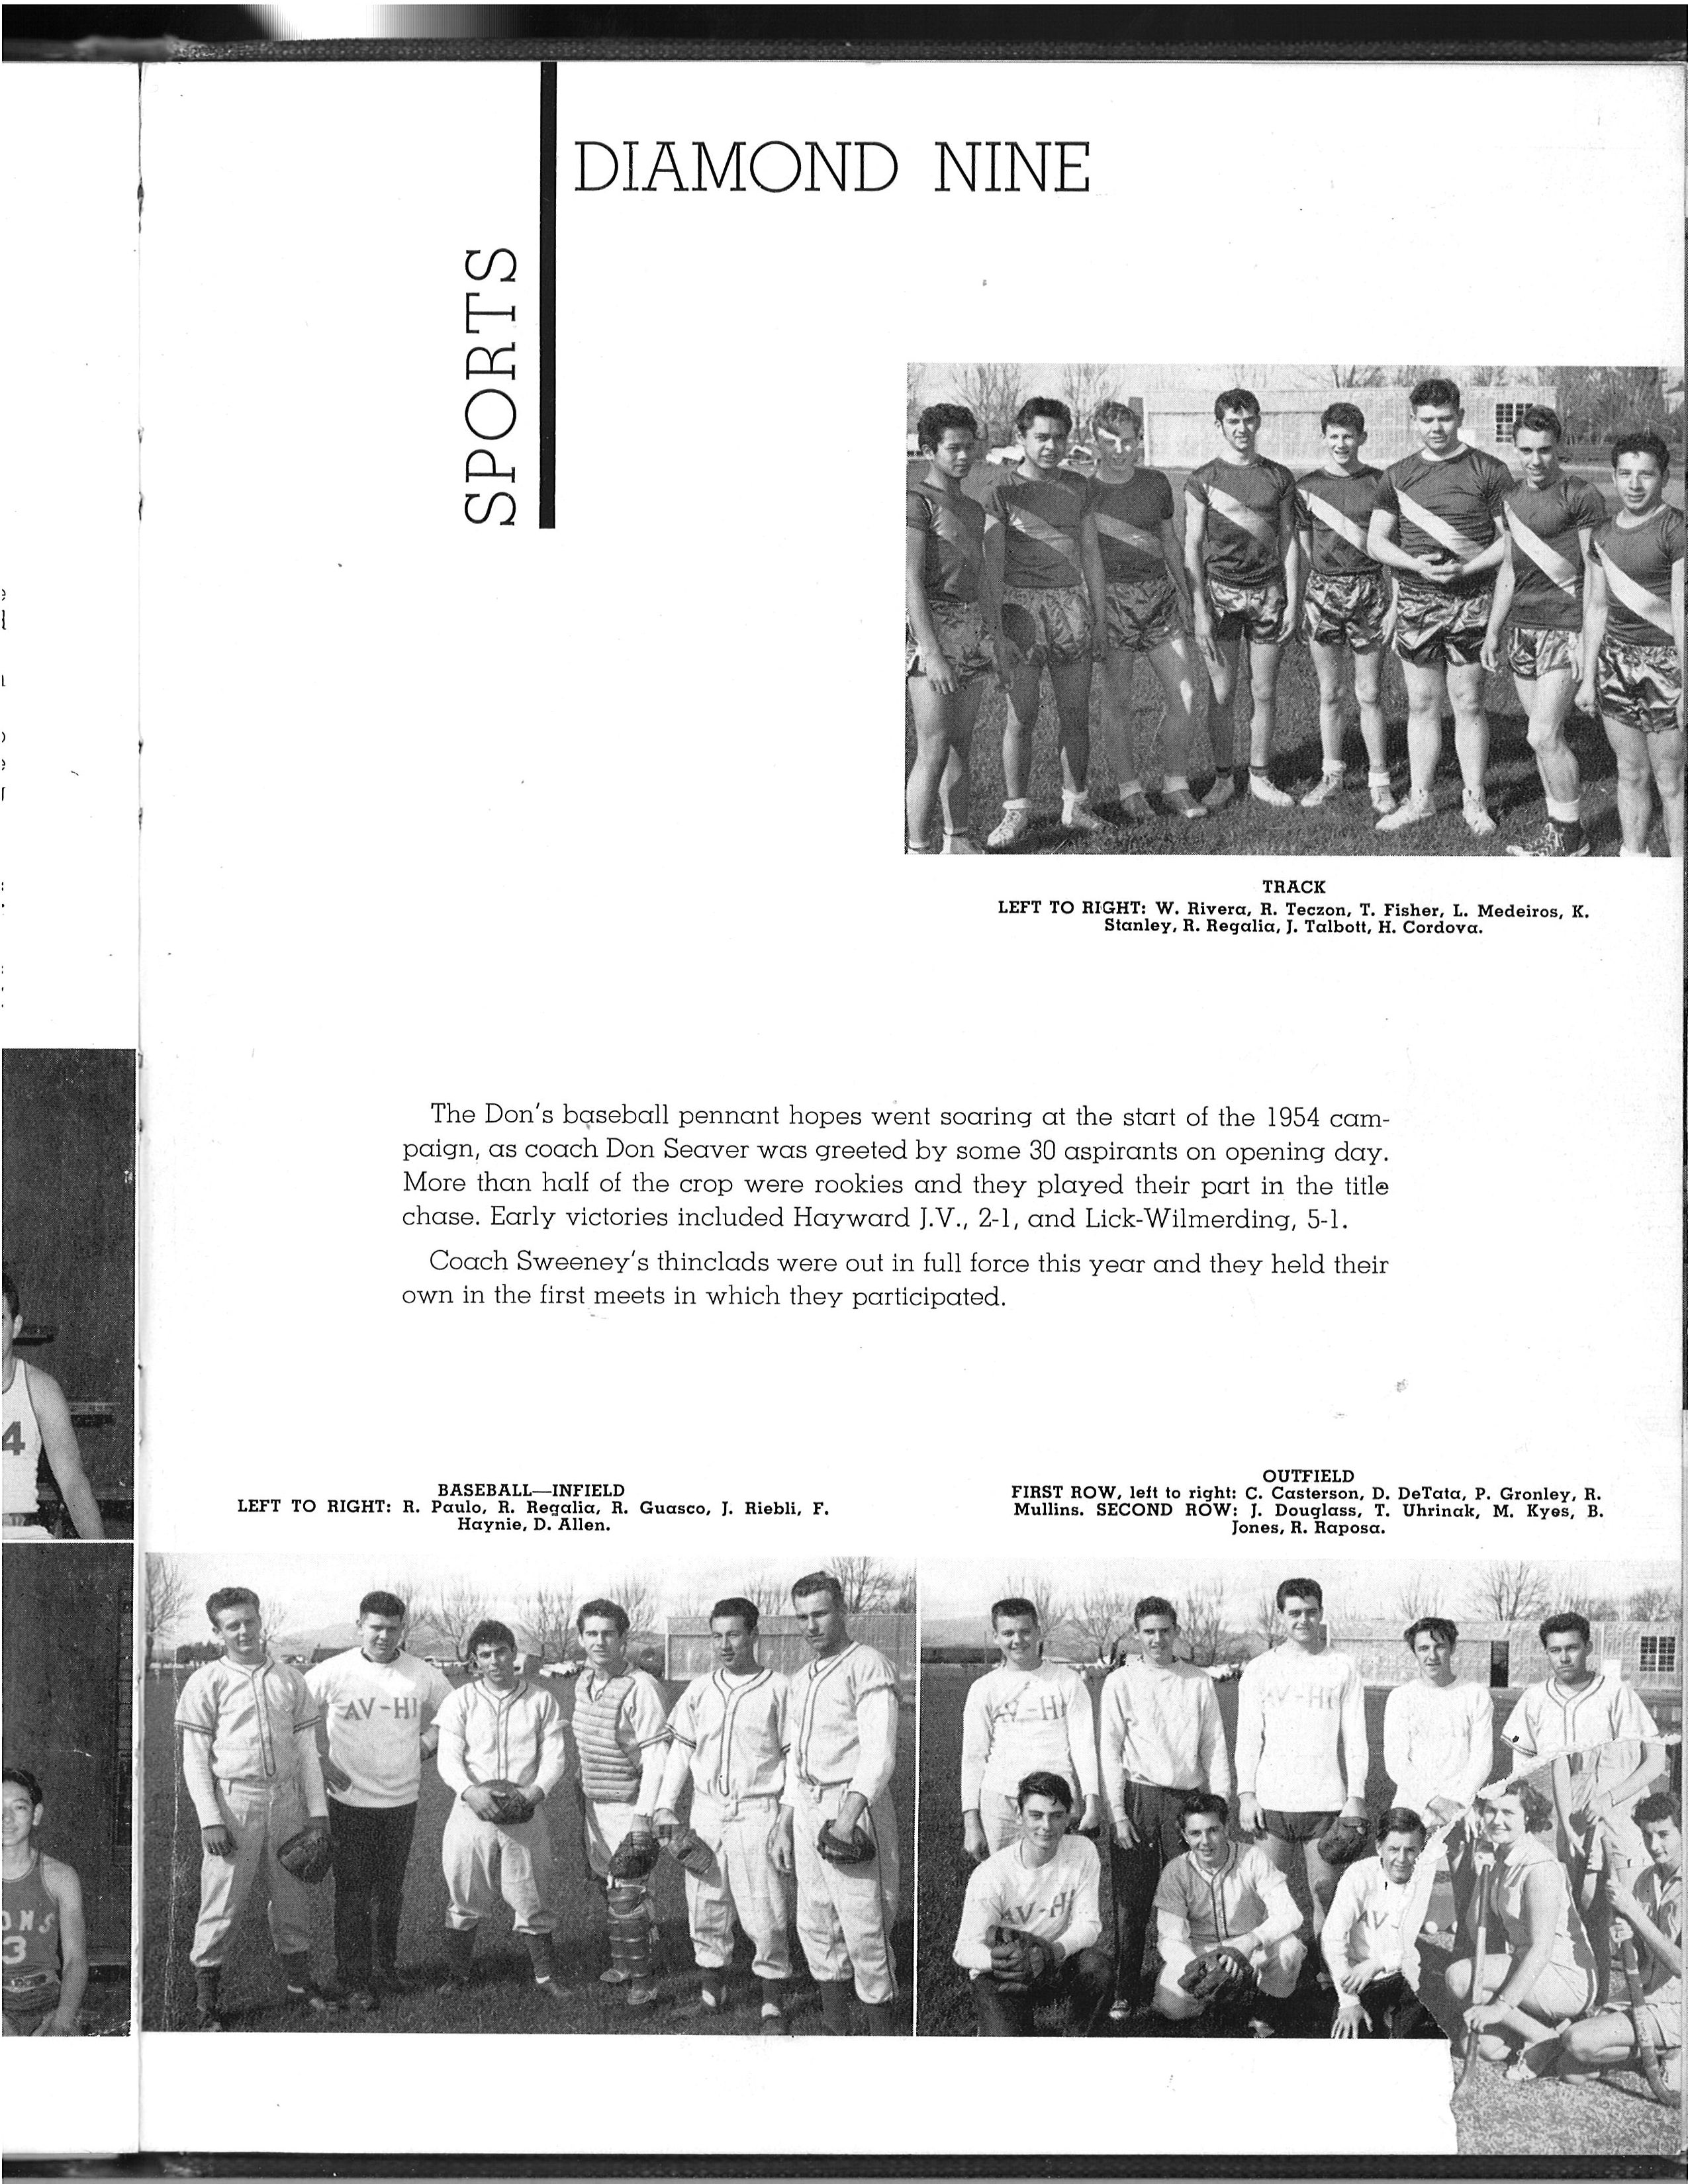 DIAMOND NINE
SPORTS
TRACK
LEFT TO RIGHT: W. Rivera, R. Teczon, T. Fisher, L. Medeiros, K.
Stanley, R. Regalia, J. Talbott, H. Cordova.
The Don's baseball pennant hopes went soaring at the start of the 1954 cam-
paign, as coach Don Seaver was greeted by some 30 aspirants on opening day.
More than half of the crop were rookies and they played their part in the title
chase. Early victories included Hayward J.V., 2-1, and Lick-Wilmerding, 5-1.
Coach Sweeney's thinclads were out in full force this year and they held their
own in the first meets in which they participated.
BASEBALL—INFIELD
LEFT TO RIGHT: R. Paulo, R. Regalia, R. Guasco, J. Riebli, F.
Haynie, D. Allen.
OUTFIELD
FIRST ROW, left to right: C. Casterson, D. DeTata, P. Gronley, R.
Mullins. SECOND ROW: J. Douglass, T. Uhrinak, M. Kyes, B.
Jones, R. Raposa.
AV-HI
AV-HI
AV-HI
AV-HI
AV-
4
ONS
3